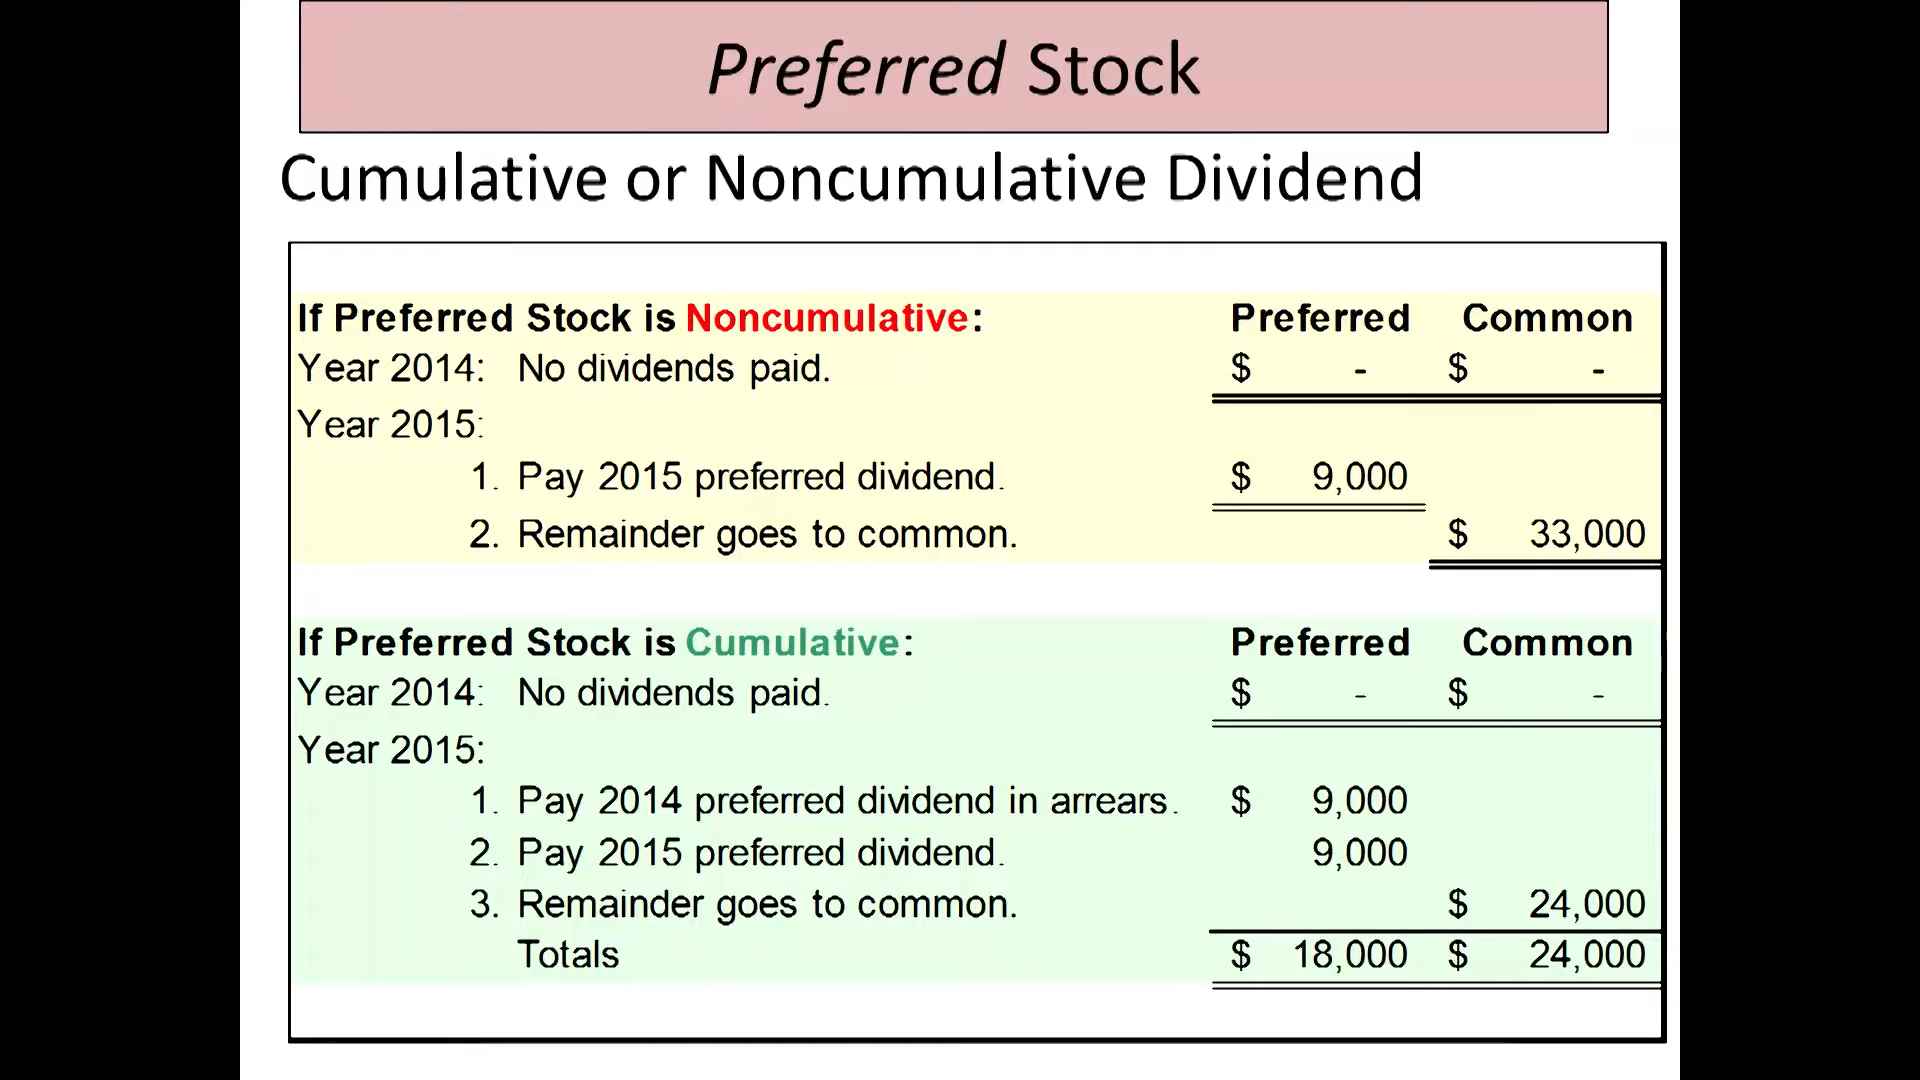 Preferred Stock
Cumulative or Noncumulative Dividend
If Preferred Stock is Noncumulative: Preferred Common
Year 2014: No dividends paid. $ - $ -
Year 2015:
1. Pay 2015 preferred dividend. $ 9,000
2. Remainder goes to common. $ 33,000
If Preferred Stock is Cumulative: Preferred Common
Year 2014: No dividends paid. $ - $ -
Year 2015:
1. Pay 2014 preferred dividend in arrears. $ 9,000
2. Pay 2015 preferred dividend. 9,000
3. Remainder goes to common. $ 24,000
Totals $ 18,000 $ 24,000